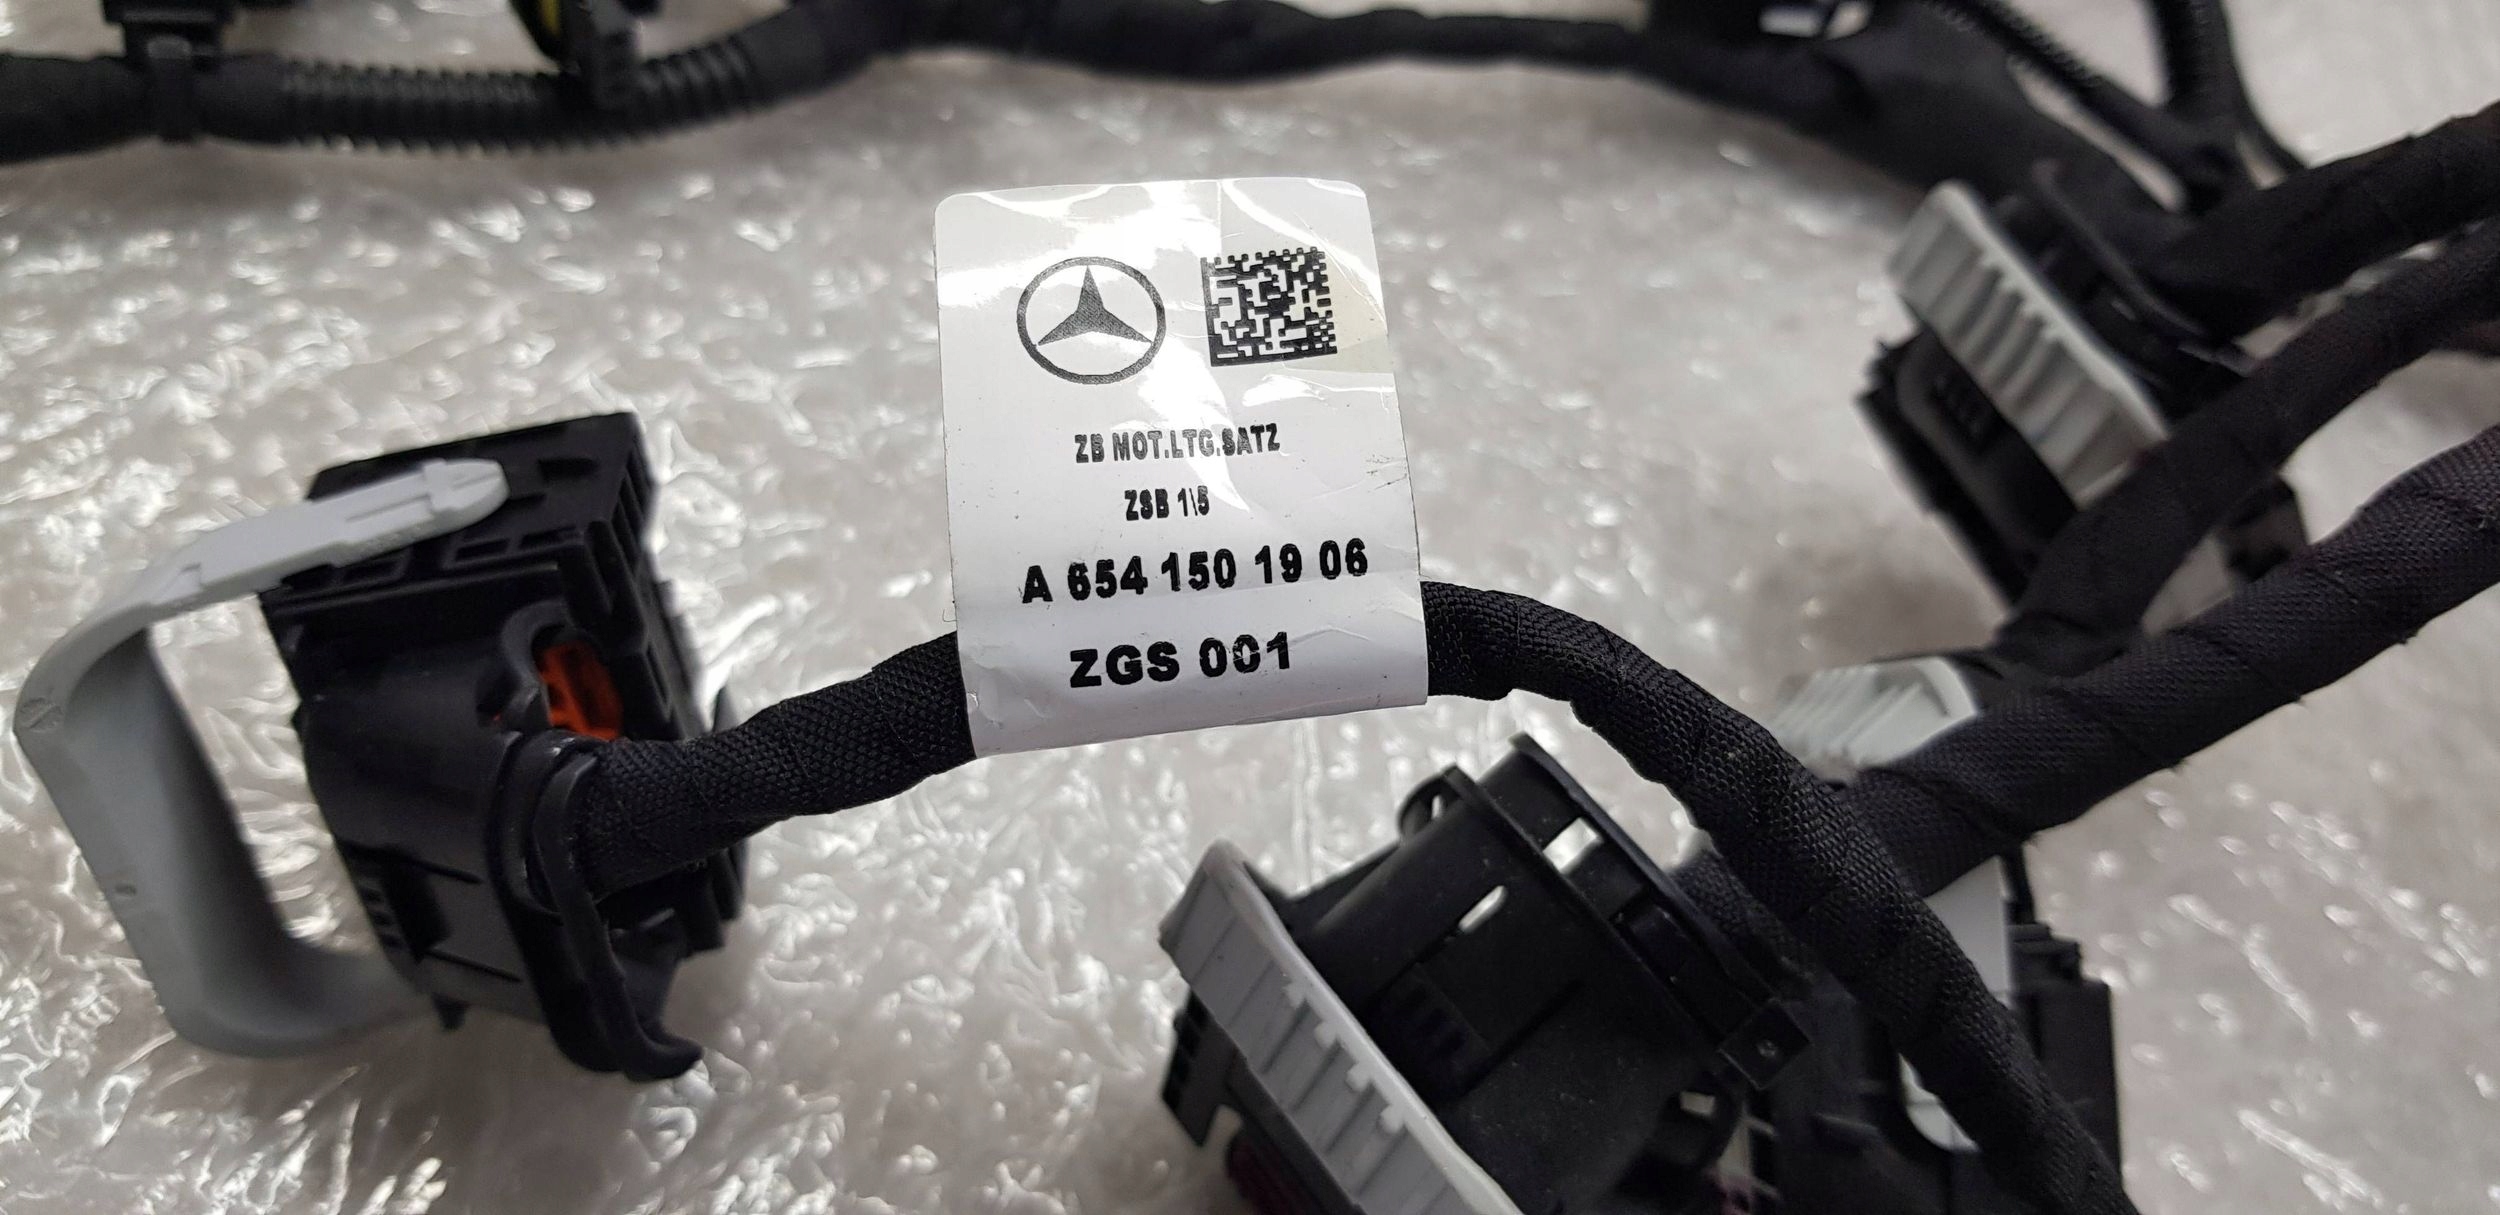 ZB MOT.LTG.SATZ
ZSB 1\5
A 654 150 19 06
ZGS 001